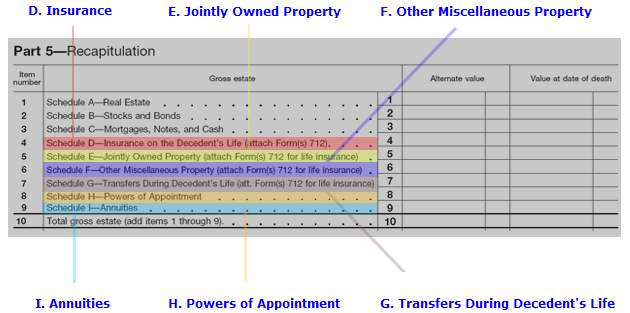 D. Insurance E. Jointly Owned Property F. Other Miscellaneous Property
Part 5—Recapitulation
Item number Gross estate Alternate value Value at date of death
1 Schedule A—Real Estate . . . . . . . . . . . . . . . . 1
2 Schedule B—Stocks and Bonds . . . . . . . . . . . . . 2
3 Schedule C—Mortgages, Notes, and Cash . . . . . . . . . . 3
4 Schedule D—Insurance on the Decedent's Life (attach Form(s) 712). . . 4
5 Schedule E—Jointly Owned Property (attach Form(s) 712 for life insurance) . 5
6 Schedule F—Other Miscellaneous Property (attach Form(s) 712 for life insurance) . 6
7 Schedule G—Transfers During Decedent's Life (att. Form(s) 712 for life insurance) 7
8 Schedule H—Powers of Appointment . . . . . . . . . . . 8
9 Schedule I—Annuities . . . . . . . . . . . . . . . . 9
10 Total gross estate (add items 1 through 9). . . . . . . . . . 10
I. Annuities H. Powers of Appointment G. Transfers During Decedent's Life